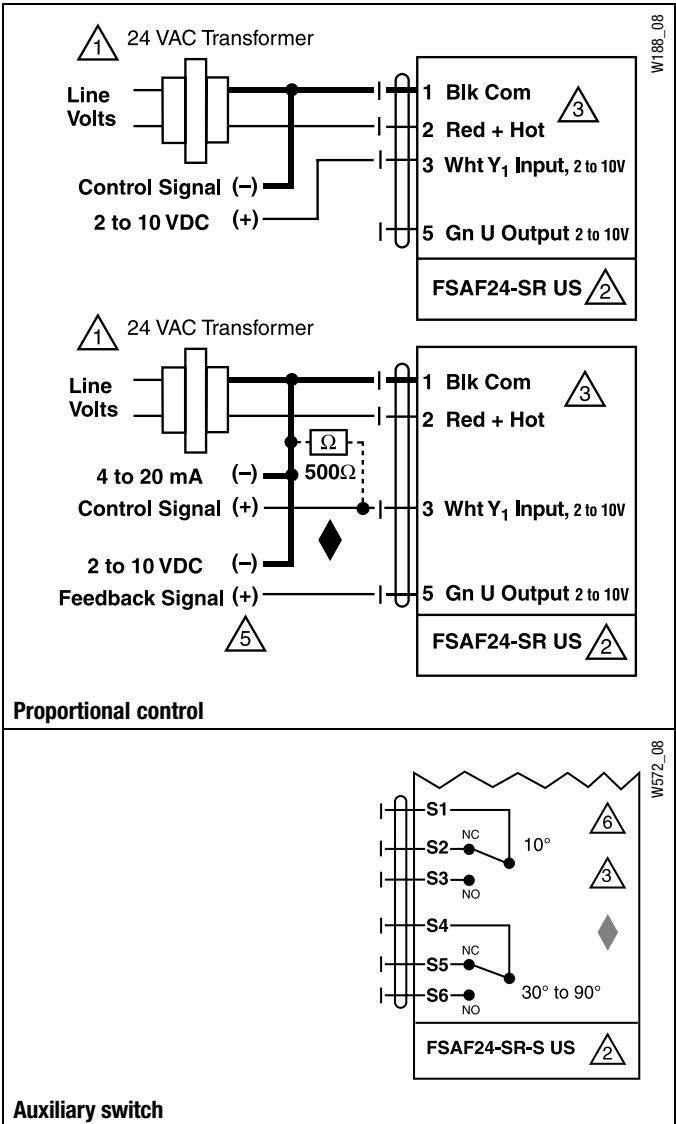 W188_08
1 24 VAC Transformer
Line
Volts
1 Blk Com
3
2 Red + Hot
3 Wht Y₁ Input, 2 to 10V
Control Signal (–)
2 to 10 VDC (+)
5 Gn U Output 2 to 10V
FSAF24-SR US 2
1 24 VAC Transformer
Line
Volts
1 Blk Com
3
2 Red + Hot
Ω
500Ω
4 to 20 mA (–)
Control Signal (+)
3 Wht Y₁ Input, 2 to 10V
2 to 10 VDC (–)
Feedback Signal (+)
5 Gn U Output 2 to 10V
5
FSAF24-SR US 2
Proportional control
W572_08
S1
6
S2 NC 10°
S3 NO
3
S4
S5 NC
S6 NO 30° to 90°
FSAF24-SR-S US 2
Auxiliary switch